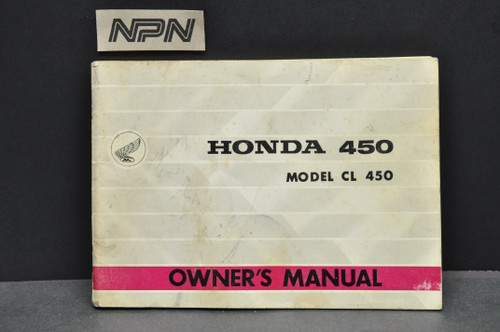 NPN
HONDA 450
MODEL CL 450
OWNER'S MANUAL